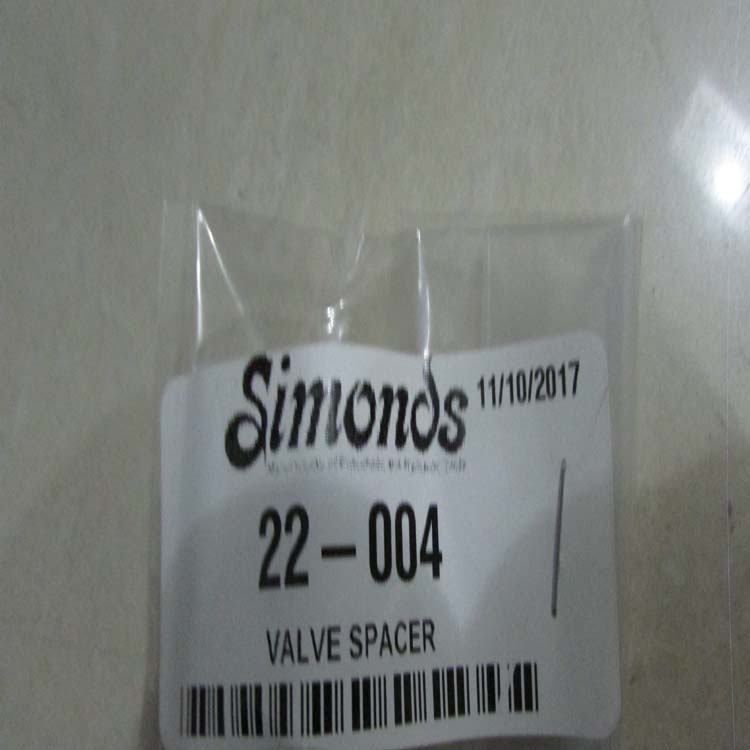 Simonds 11/10/2017
22-004
VALVE SPACER